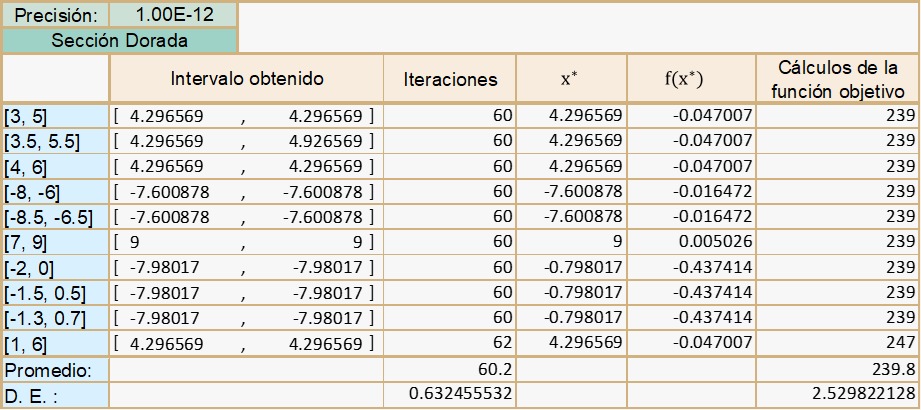 Precisión: 1.00E-12
Sección Dorada
Intervalo obtenido Iteraciones x* f(x*) Cálculos de la función objetivo
[3, 5] [ 4.296569 , 4.296569 ] 60 4.296569 -0.047007 239
[3.5, 5.5] [ 4.296569 , 4.926569 ] 60 4.296569 -0.047007 239
[4, 6] [ 4.296569 , 4.296569 ] 60 4.296569 -0.047007 239
[-8, -6] [ -7.600878 , -7.600878 ] 60 -7.600878 -0.016472 239
[-8.5, -6.5] [ -7.600878 , -7.600878 ] 60 -7.600878 -0.016472 239
[7, 9] [ 9 , 9 ] 60 9 0.005026 239
[-2, 0] [ -7.98017 , -7.98017 ] 60 -0.798017 -0.437414 239
[-1.5, 0.5] [ -7.98017 , -7.98017 ] 60 -0.798017 -0.437414 239
[-1.3, 0.7] [ -7.98017 , -7.98017 ] 60 -0.798017 -0.437414 239
[1, 6] [ 4.296569 , 4.296569 ] 62 4.296569 -0.047007 247
Promedio: 60.2 239.8
D. E. : 0.632455532 2.529822128